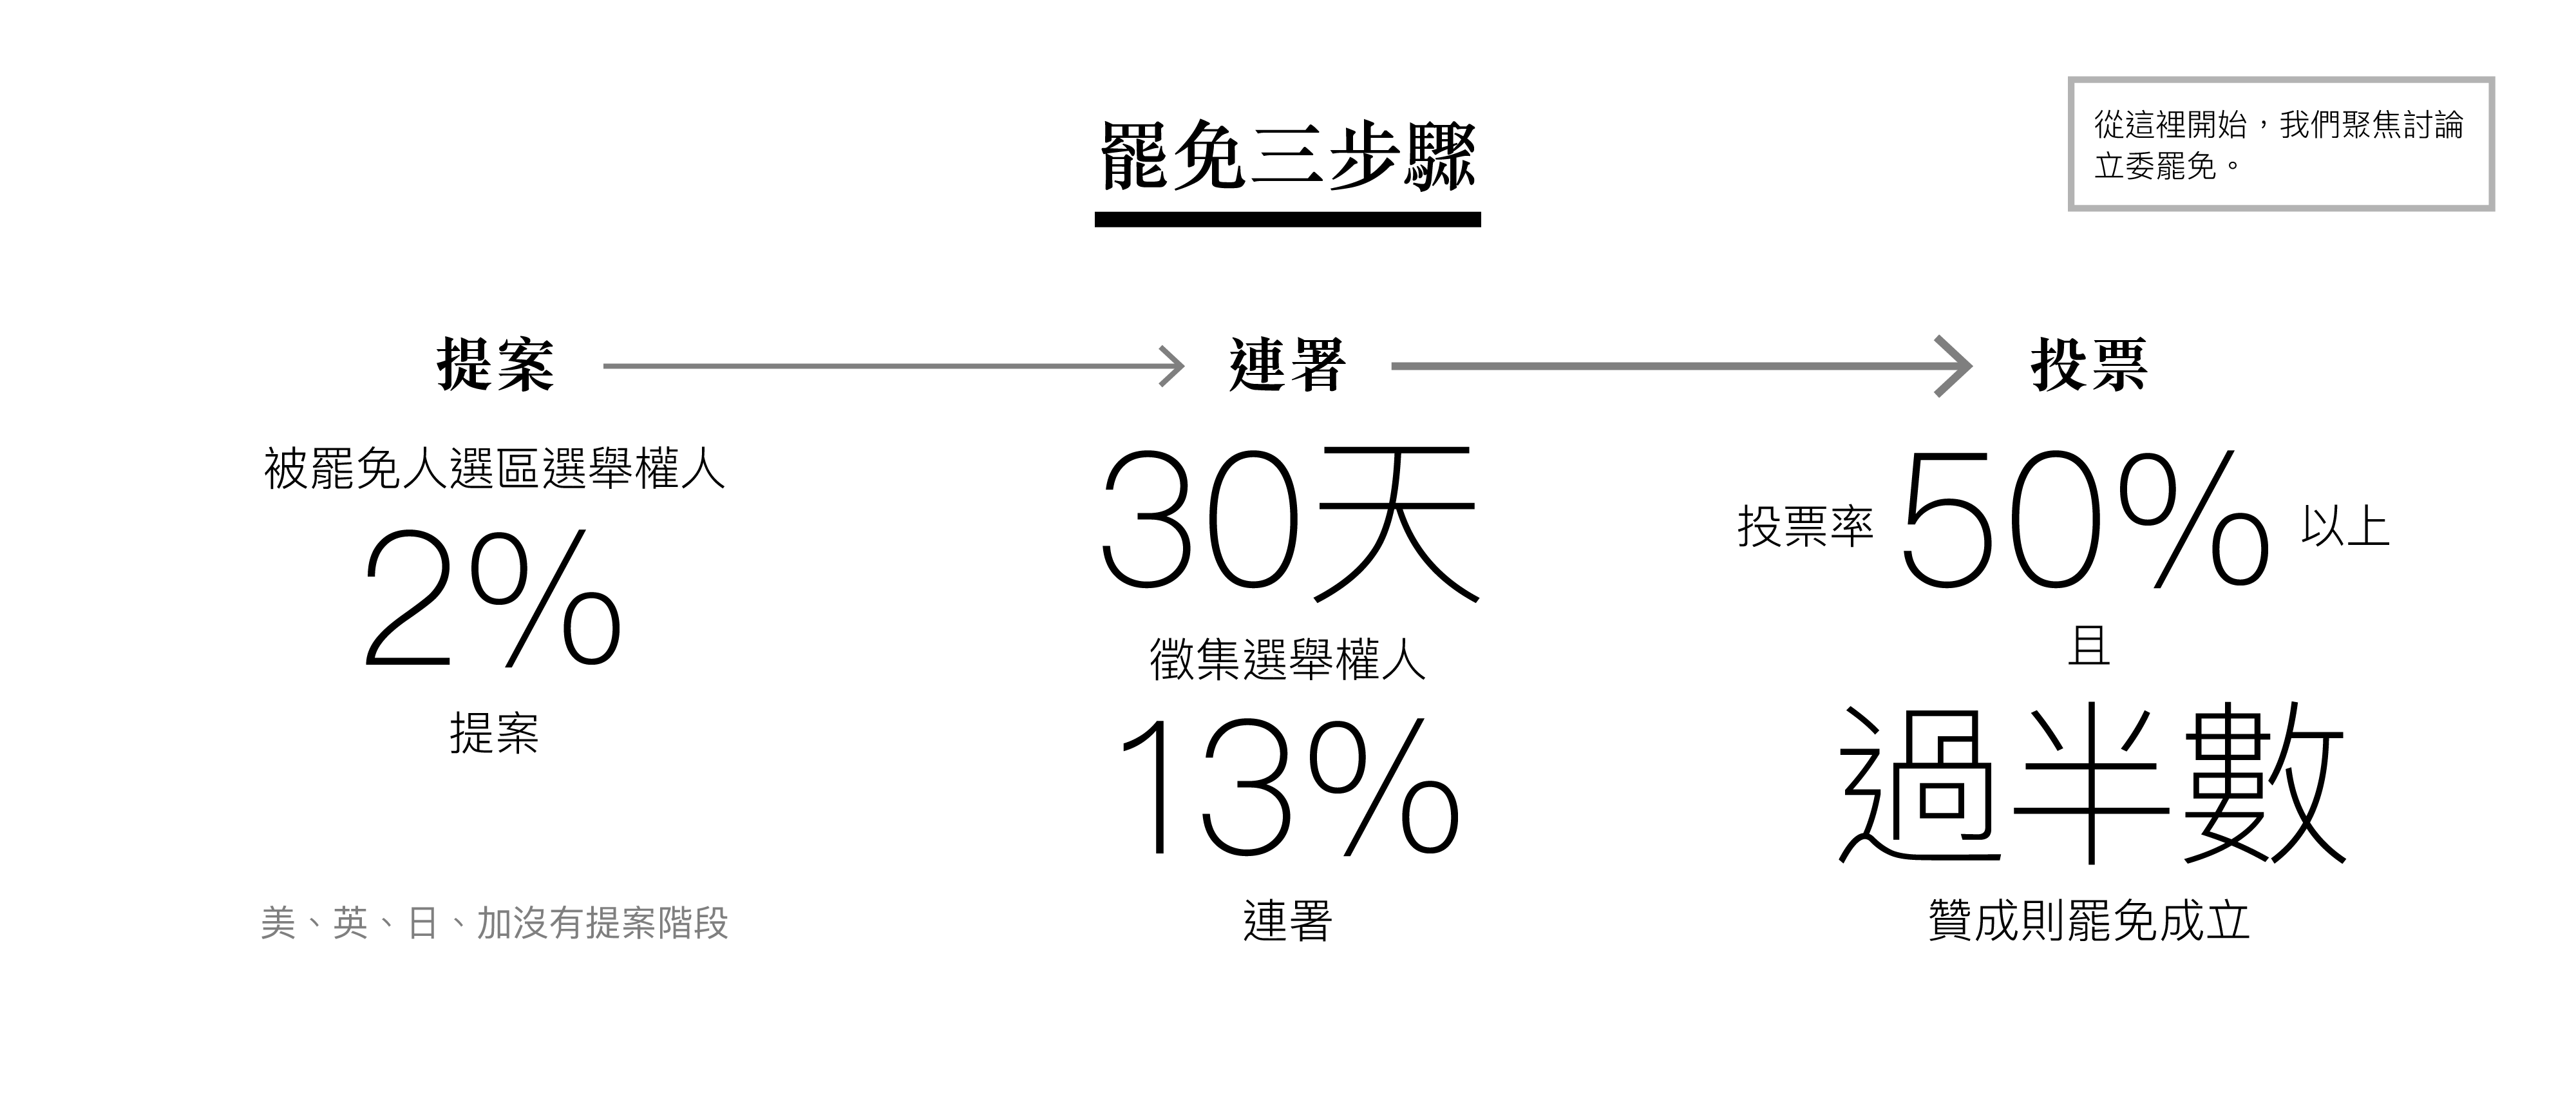 罷免三步驟
從這裡開始，我們聚焦討論
立委罷免。
提案
被罷免人選區選舉權人
2%
提案
美、英、日、加沒有提案階段
連署
30天
徵集選舉權人
13%
連署
投票
投票率 50% 以上
且
過半數
贊成則罷免成立